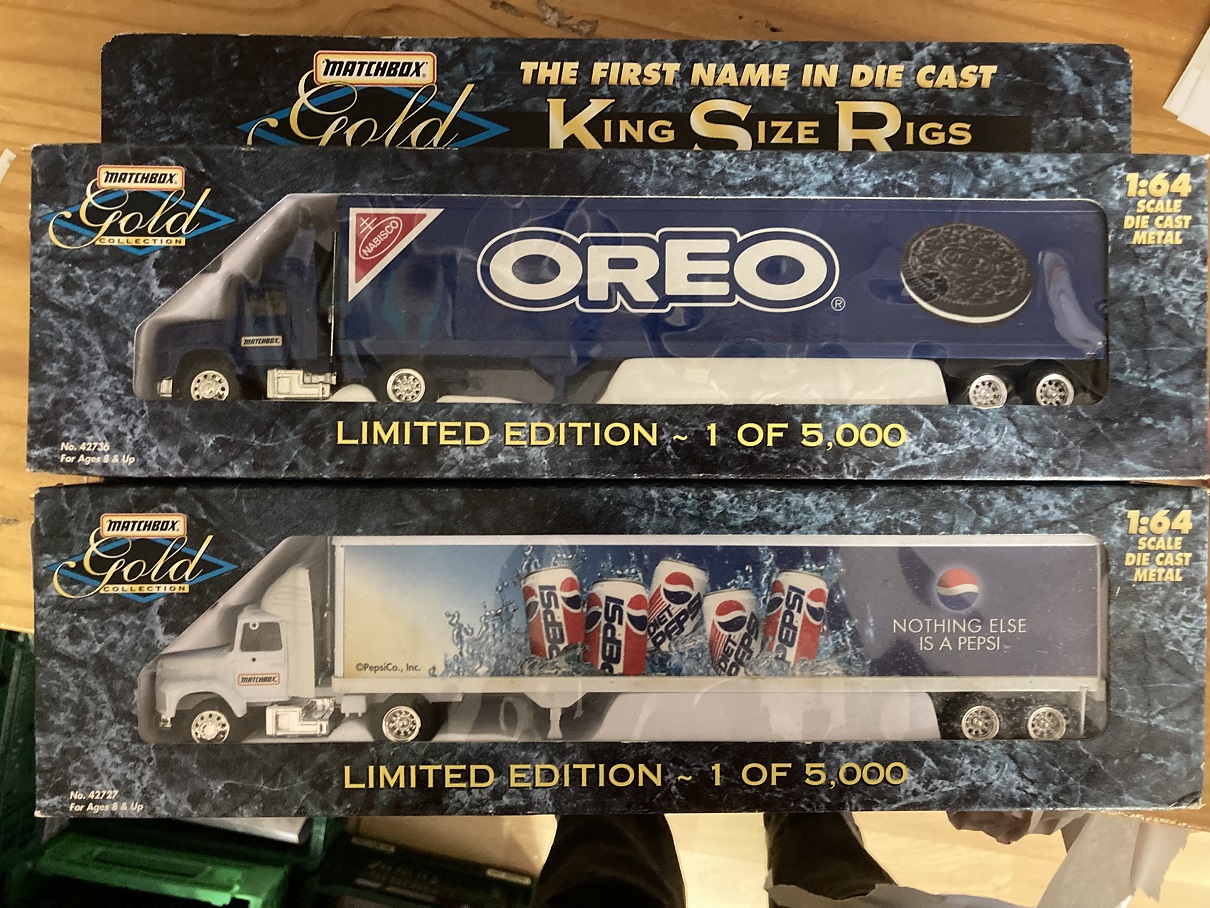 MATCHBOX
Gold
THE FIRST NAME IN DIE CAST
KING SIZE RIGS
MATCHBOX
Gold
COLLECTION
1:64
SCALE
DIE CAST
METAL
NABISCO
OREO
®
OREO
MATCHBOX
LIMITED EDITION ~ 1 OF 5,000
No. 42736
For Ages 8 & Up
MATCHBOX
Gold
COLLECTION
1:64
SCALE
DIE CAST
METAL
PEPSI
PEPSI
DIET PEPSI
DIET PEPSI
PEPSI
NOTHING ELSE
IS A PEPSI
©PepsiCo., Inc.
MATCHBOX
LIMITED EDITION ~ 1 OF 5,000
No. 42727
For Ages 8 & Up